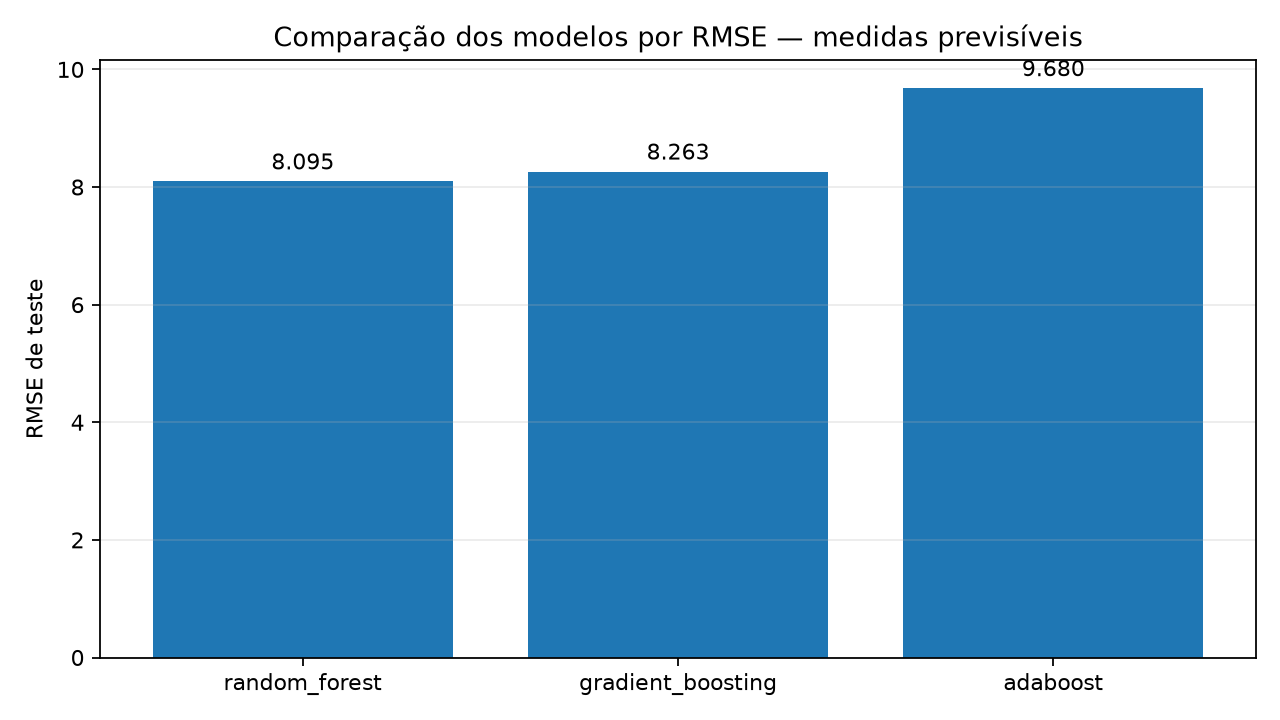 Comparação dos modelos por RMSE — medidas previsíveis
RMSE de teste
10
8
6
4
2
0
8.095
8.263
9.680
random_forest
gradient_boosting
adaboost